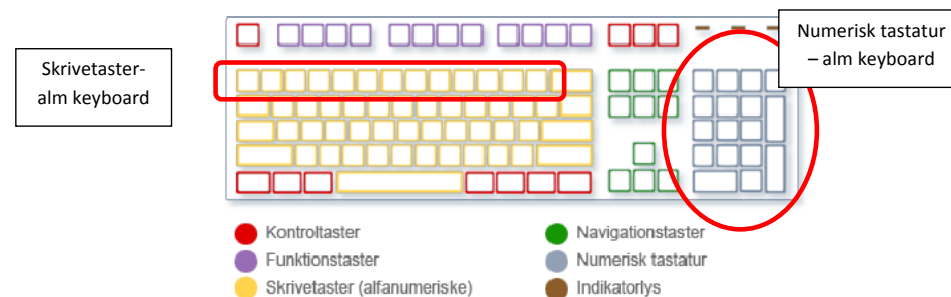 Skrivetaster-
alm keyboard
Numerisk tastatur
– alm keyboard
Kontroltaster
Funktionstaster
Skrivetaster (alfanumeriske)
Navigationstaster
Numerisk tastatur
Indikatorlys